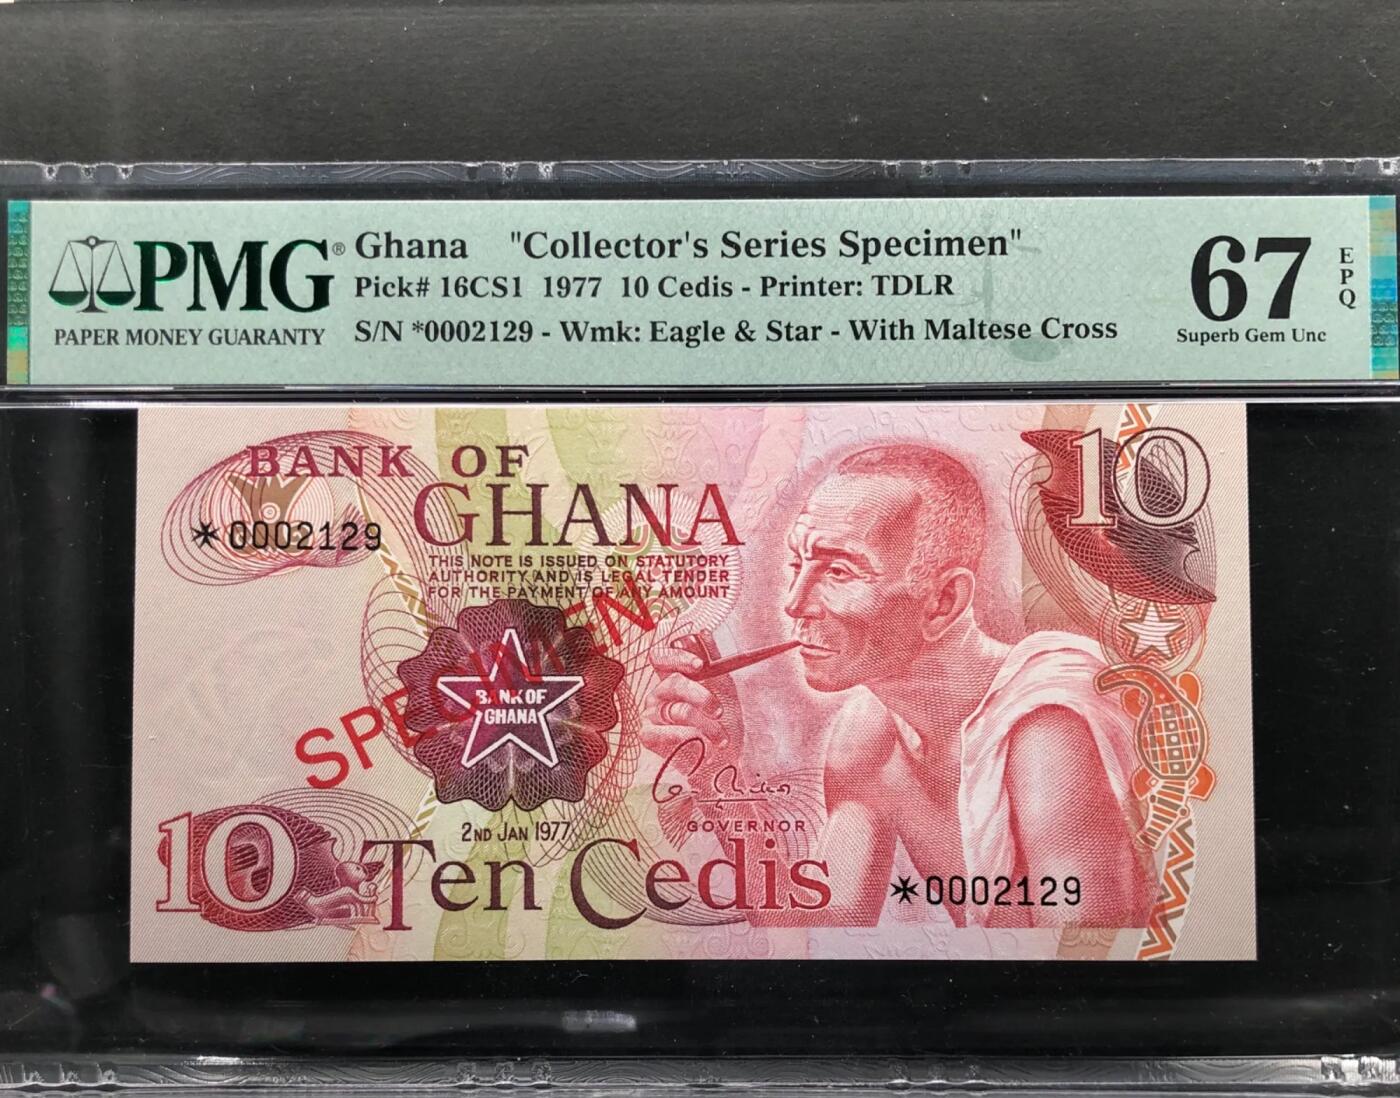 PMG®
PAPER MONEY GUARANTY
Ghana "Collector's Series Specimen"
Pick# 16CS1 1977 10 Cedis - Printer: TDLR
S/N *0002129 - Wmk: Eagle & Star - With Maltese Cross
67
EPQ
Superb Gem Unc
BANK OF
GHANA
10
*0002129
THIS NOTE IS ISSUED ON STATUTORY
AUTHORITY AND IS LEGAL TENDER
FOR THE PAYMENT OF ANY AMOUNT
SPECIMEN
BANK OF
GHANA
GOVERNOR
2ND JAN 1977
10
Ten Cedis
*0002129